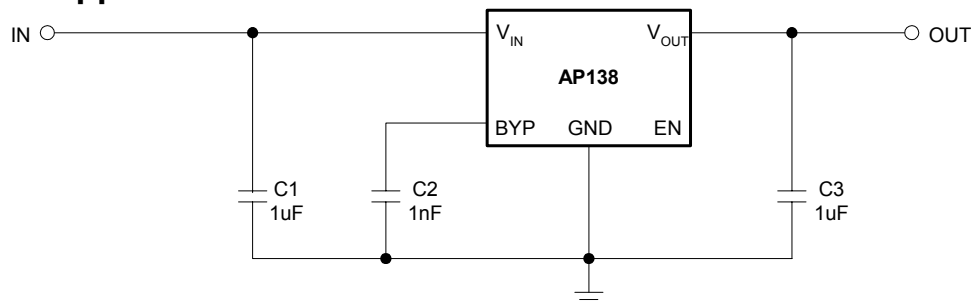 IN
VIN
VOUT
OUT
AP138
BYP
GND
EN
C1
1uF
C2
1nF
C3
1uF